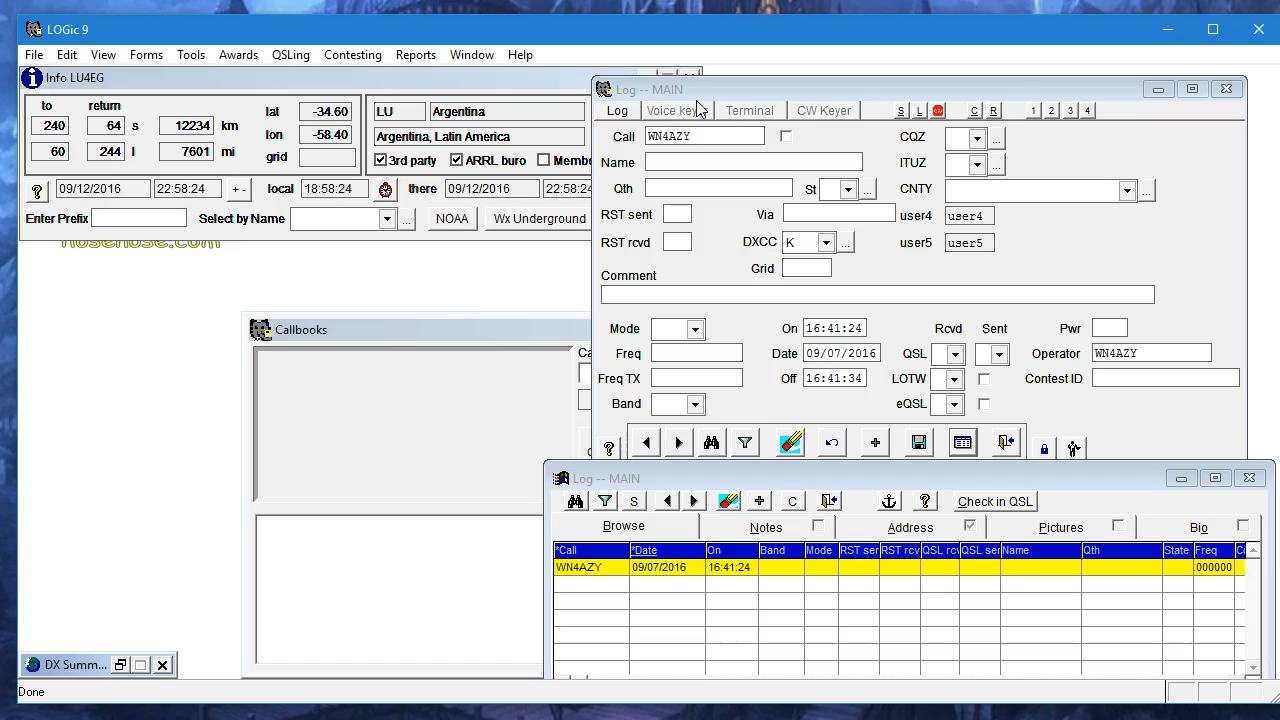 LOGic 9
File Edit View Forms Tools Awards QSLing Contesting Reports Window Help
Info LU4EG
to return
240 64 s 12234 km
60 244 l 7601 mi
lat -34.60
lon -58.40
grid
LU Argentina
Argentina, Latin America
3rd party ARRL buro Membe
? 09/12/2016 22:58:24 + - local 18:58:24 there 09/12/2016 22:58:24
Enter Prefix Select by Name ... NOAA Wx Underground
Callbooks
Log -- MAIN
Log Voice key Terminal CW Keyer S L C R 1 2 3 4
Call WN4AZY CQZ ...
Name ITUZ ...
Qth St ... CNTY ...
RST sent Via user4 user4
RST rcvd DXCC K ... user5 user5
Grid
Comment
Mode On 16:41:24 Rcvd Sent Pwr
Freq Date 09/07/2016 QSL Operator WN4AZY
Freq TX Off 16:41:34 LOTW Contest ID
Band eQSL
?
Log -- MAIN
S + C ? Check in QSL
Browse Notes Address Pictures Bio
*Call *Date On Band Mode RST ser RST rcv QSL rcv QSL ser Name Qth State Freq
WN4AZY 09/07/2016 16:41:24 .000000
DX Summ...
Done